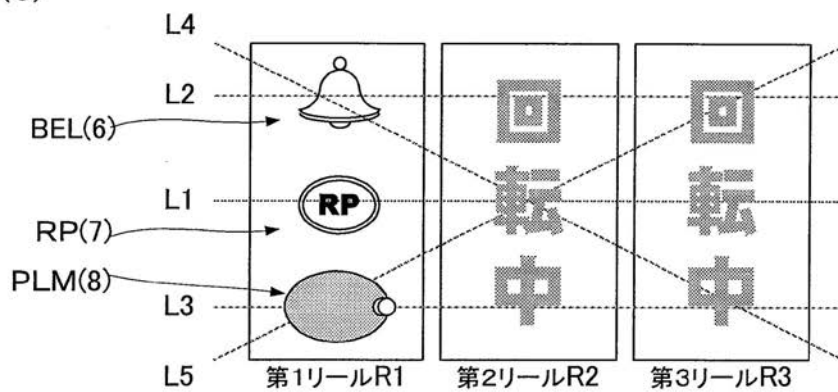 L4
L2
BEL(6)
L1
RP
RP(7)
PLM(8)
L3
L5
回転中
回転中
第1リールR1
第2リールR2
第3リールR3